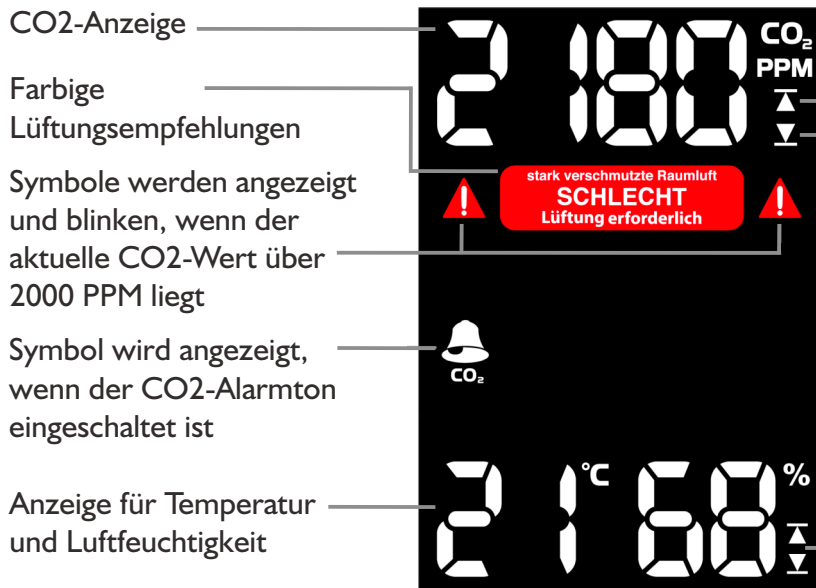 CO2-Anzeige
2180 CO₂
PPM
Farbige
Lüftungsempfehlungen
stark verschmutzte Raumluft
SCHLECHT
Lüftung erforderlich
Symbole werden angezeigt
und blinken, wenn der
aktuelle CO2-Wert über
2000 PPM liegt
Symbol wird angezeigt,
wenn der CO2-Alarmton
eingeschaltet ist
CO₂
Anzeige für Temperatur
und Luftfeuchtigkeit
21 °C 68 %